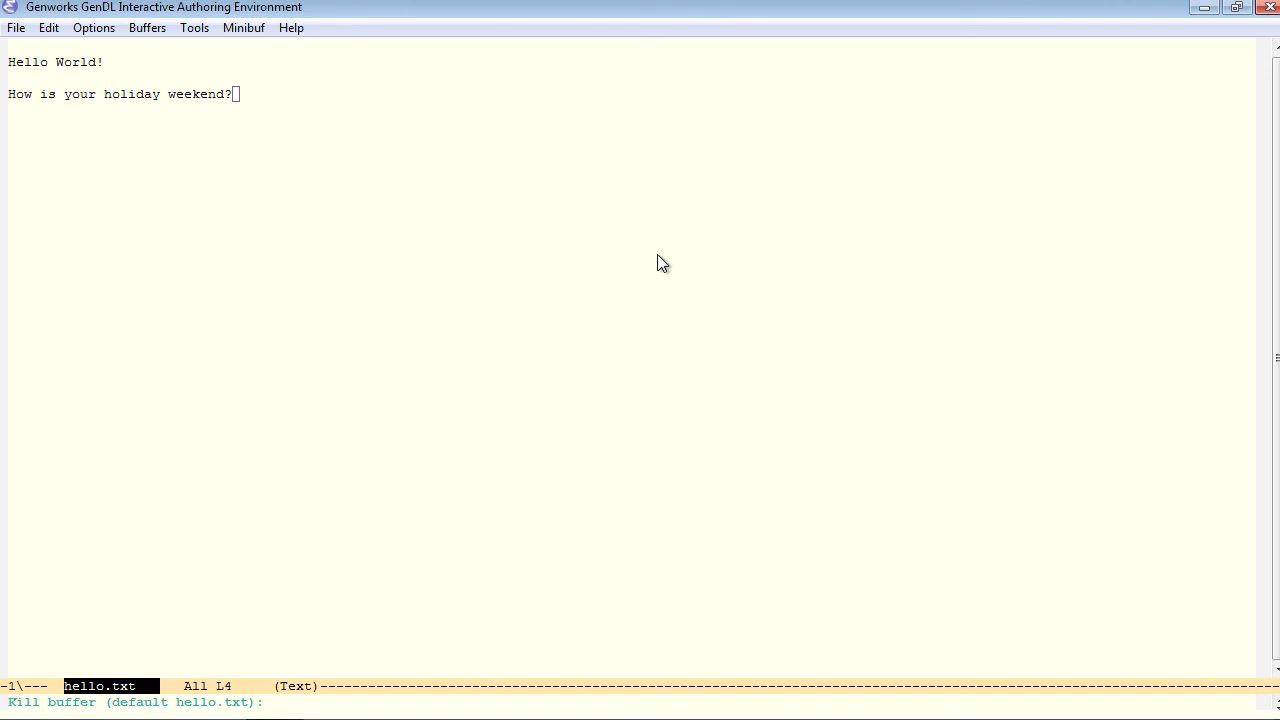 Genworks GenDL Interactive Authoring Environment
File Edit Options Buffers Tools Minibuf Help
Hello World!
How is your holiday weekend?
-1\--- hello.txt All L4 (Text)------------------------------------------------------------------------------------------------------------------------
Kill buffer (default hello.txt):